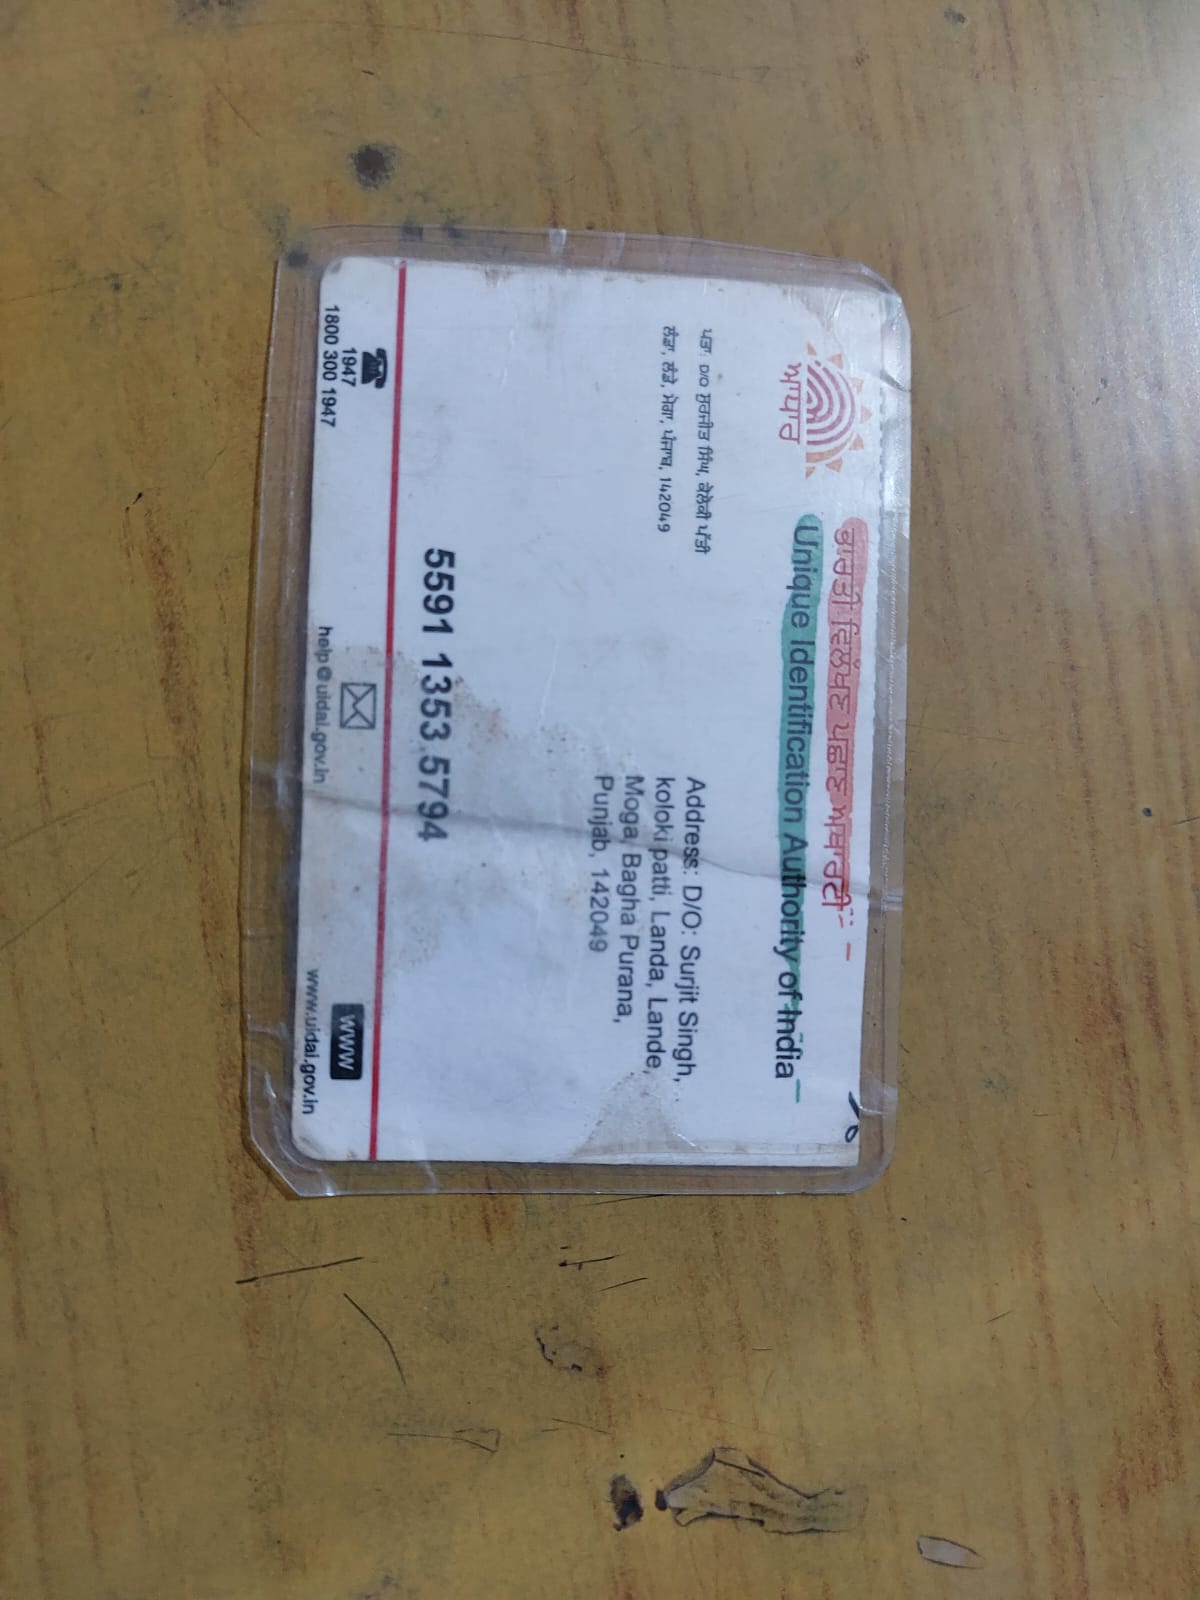 ਭਾਰਤੀ ਵਿਲੱਖਣ ਪਛਾਣ ਅਥਾਰਟੀ
Unique Identification Authority of India
ਆਧਾਰ
ਪਤਾ: D/O ਸੁਰਜੀਤ ਸਿੰਘ, ਕੋਲੋਕੀ ਪੱਤੀ
ਲੰਡਾ, ਲੰਡੇ, ਮੋਗਾ, ਪੰਜਾਬ, 142049
Address: D/O: Surjit Singh,
koloki patti, Landa, Lande,
Moga, Bagha Purana,
Punjab, 142049
5591 1353 5794
1947
1800 300 1947
help@uidai.gov.in
WWW
www.uidai.gov.in